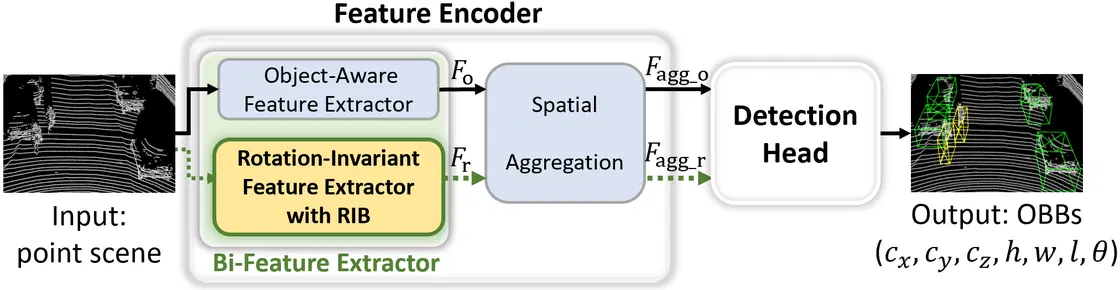 Feature Encoder
Object-Aware
Feature Extractor
F_o
Rotation-Invariant
Feature Extractor
with RIB
F_r
Bi-Feature Extractor
Spatial
Aggregation
F_agg_o
F_agg_r
Detection
Head
Input:
point scene
Output: OBBs
(c_x, c_y, c_z, h, w, l, θ)